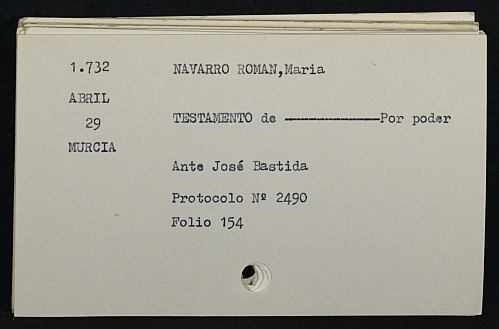 1.732 NAVARRO ROMAN,Maria
ABRIL
29 TESTAMENTO de ------------Por poder
MURCIA
Ante José Bastida
Protocolo Nº 2490
Folio 154